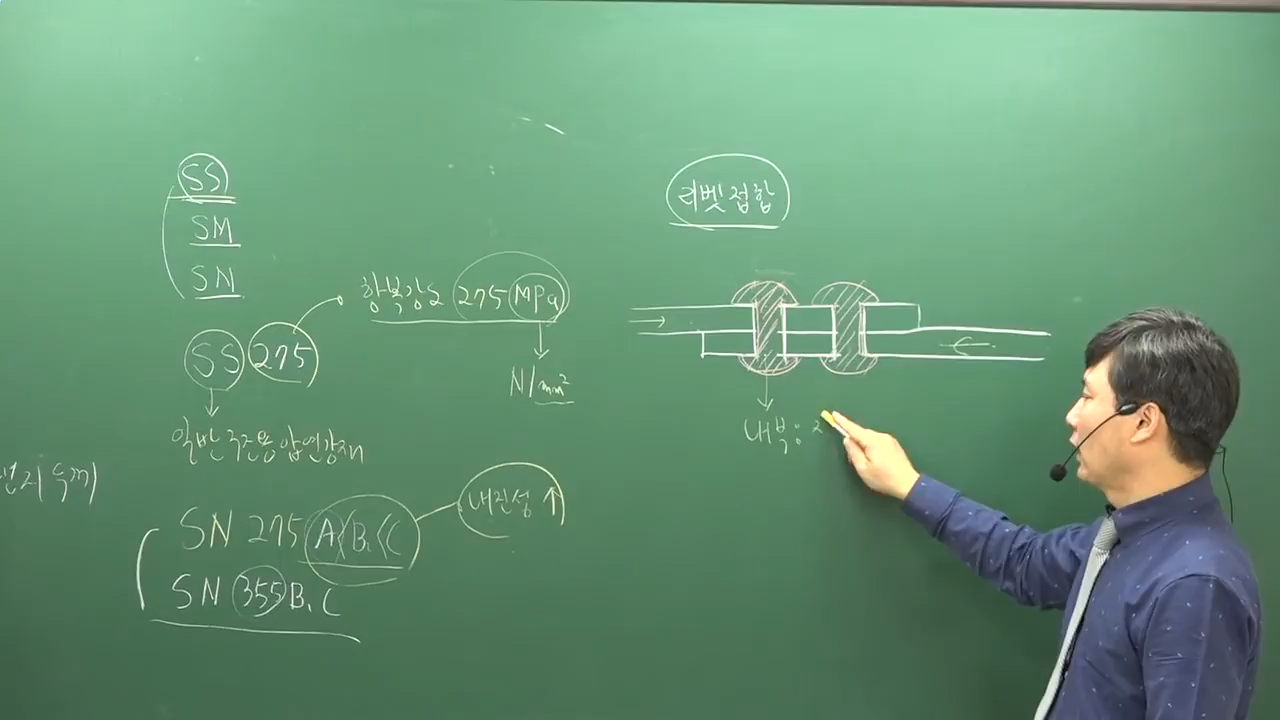 SS
SM
SN
항복강도 275 MPa
SS 275
N/mm²
일반구조용압연강재
SN 275 A<B<C
내진성 ↑
SN 355 B, C
리벳접합
내부: